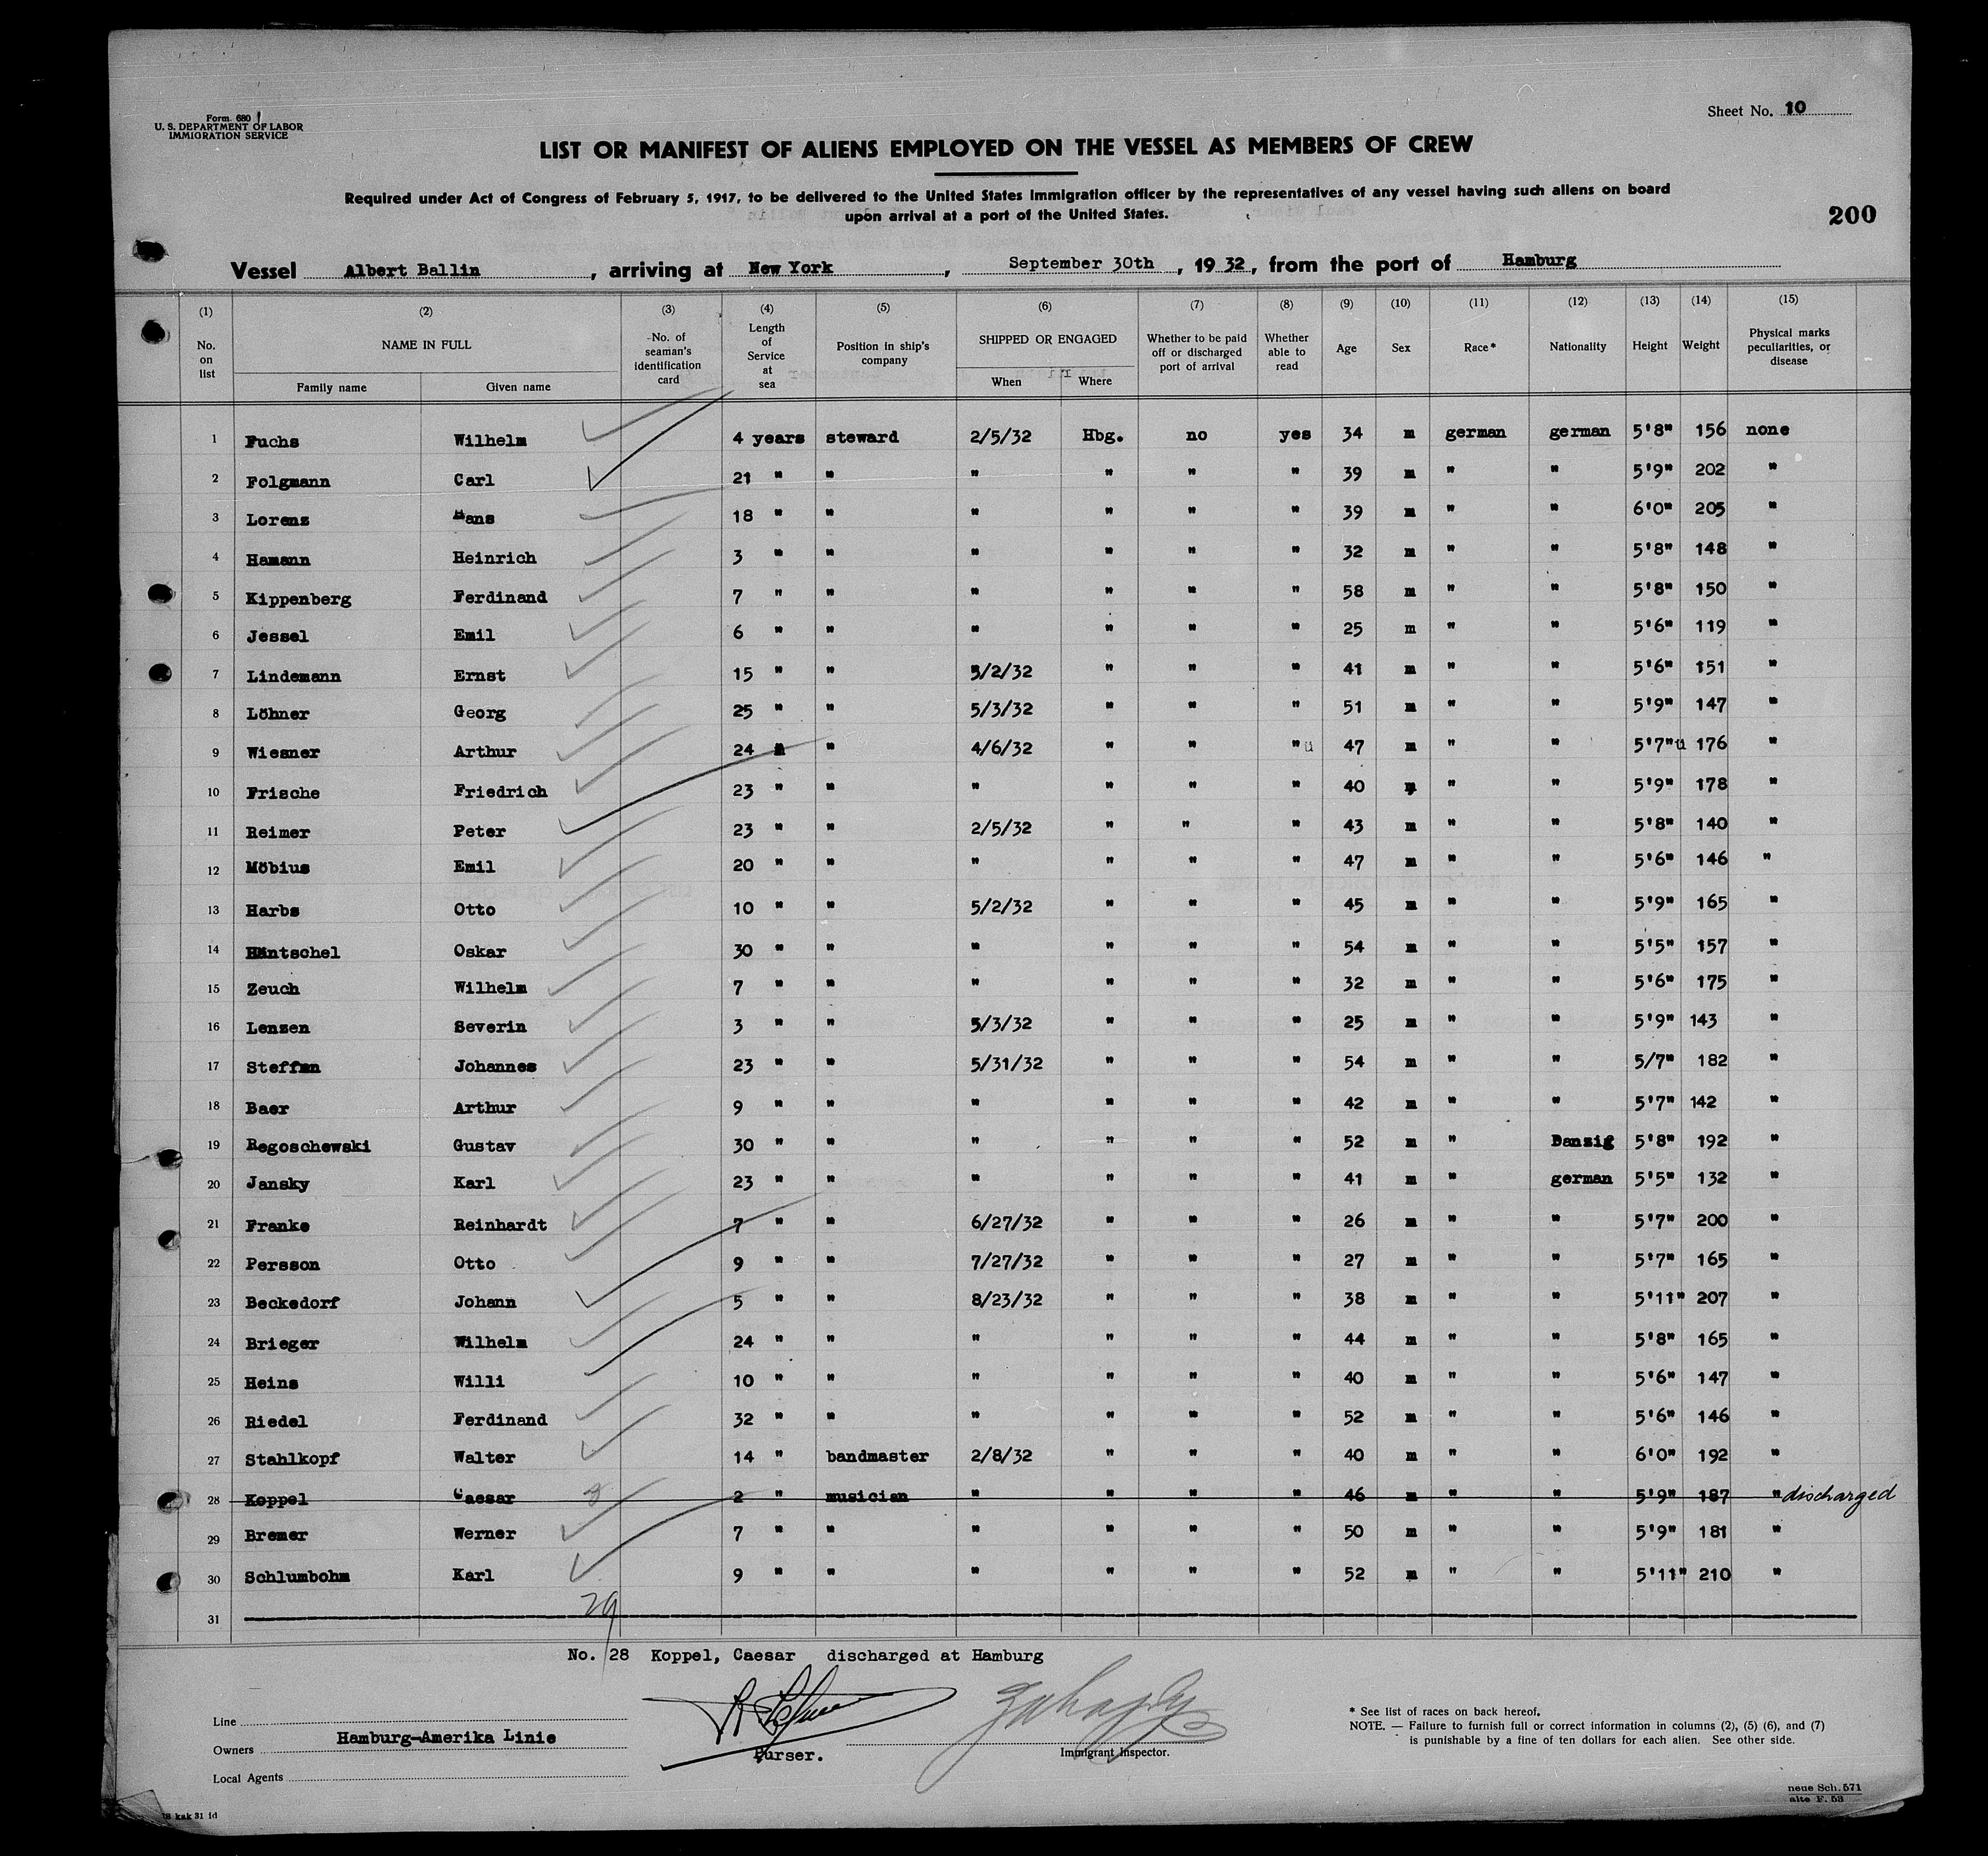 Form 680
U. S. DEPARTMENT OF LABOR
IMMIGRATION SERVICE
Sheet No. 10
LIST OR MANIFEST OF ALIENS EMPLOYED ON THE VESSEL AS MEMBERS OF CREW
Required under Act of Congress of February 5, 1917, to be delivered to the United States Immigration officer by the representatives of any vessel having such aliens on board
upon arrival at a port of the United States.
200
Vessel Albert Ballin, arriving at New York, September 30th, 1932, from the port of Hamburg
(1) (2) (3) (4) (5) (6) (7) (8) (9) (10) (11) (12) (13) (14) (15)
No. on list NAME IN FULL Family name Given name No. of seaman's identification card Length of Service at sea Position in ship's company SHIPPED OR ENGAGED When Where Whether to be paid off or discharged port of arrival Whether able to read Age Sex Race* Nationality Height Weight Physical marks peculiarities, or disease
1 Fuchs Wilhelm 4 years steward 2/5/32 Hbg. no yes 34 m german german 5'8" 156 none
2 Folgmann Carl 21 " " " " " " 39 m " " 5'9" 202 "
3 Lorenz Hans 18 " " " " " " 39 m " " 6'0" 205 "
4 Hamann Heinrich 3 " " " " " " 32 m " " 5'8" 148 "
5 Kippenberg Ferdinand 7 " " " " " " 58 m " " 5'8" 150 "
6 Jessel Emil 6 " " " " " " 25 m " " 5'6" 119 "
7 Lindemann Ernst 15 " " 5/2/32 " " " 41 m " " 5'6" 151 "
8 Löhner Georg 25 " " 5/3/32 " " " 51 m " " 5'9" 147 "
9 Wiesner Arthur 24 " " 4/6/32 " " " 47 m " " 5'7" 176 "
10 Frische Friedrich 23 " " " " " " 40 m " " 5'9" 178 "
11 Reimer Peter 23 " " 2/5/32 " " " 43 m " " 5'8" 140 "
12 Möbius Emil 20 " " " " " " 47 m " " 5'6" 146 "
13 Harbs Otto 10 " " 5/2/32 " " " 45 m " " 5'9" 165 "
14 Häntschel Oskar 30 " " " " " " 54 m " " 5'5" 157 "
15 Zeuch Wilhelm 7 " " " " " " 32 m " " 5'6" 175 "
16 Lenzen Severin 3 " " 5/3/32 " " " 25 m " " 5'9" 143 "
17 Steffan Johannes 23 " " 5/31/32 " " " 54 m " " 5/7" 182 "
18 Baer Arthur 9 " " " " " " 42 m " " 5'7" 142 "
19 Regoschewski Gustav 30 " " " " " " 52 m " Danzig 5'8" 192 "
20 Jansky Karl 23 " " " " " " 41 m " german 5'5" 132 "
21 Franke Reinhardt 7 " " 6/27/32 " " " 26 m " " 5'7" 200 "
22 Persson Otto 9 " " 7/27/32 " " " 27 m " " 5'7" 165 "
23 Beckedorf Johann 5 " " 8/23/32 " " " 38 m " " 5'11" 207 "
24 Brieger Wilhelm 24 " " " " " " 44 m " " 5'8" 165 "
25 Heins Willi 10 " " " " " " 40 m " " 5'6" 147 "
26 Riedel Ferdinand 32 " " " " " " 52 m " " 5'6" 146 "
27 Stahlkopf Walter 14 " bandmaster 2/8/32 " " " 40 m " " 6'0" 192 "
28 Koppel Caesar 2 " musician " " " " 46 m " " 5'9" 187 " discharged
29 Bremer Werner 7 " " " " " " 50 m " " 5'9" 181 "
30 Schlumbohm Karl 9 " " " " " " 52 m " " 5'11" 210 "
31
29
No. 28 Koppel, Caesar discharged at Hamburg
Line
Owners Hamburg-Amerika Linie
Local Agents
Purser.
Immigrant Inspector.
* See list of races on back hereof.
NOTE. — Failure to furnish full or correct information in columns (2), (5) (6), and (7)
is punishable by a fine of ten dollars for each alien. See other side.
neue Sch. 571
alte F. 53
kak 31 1d